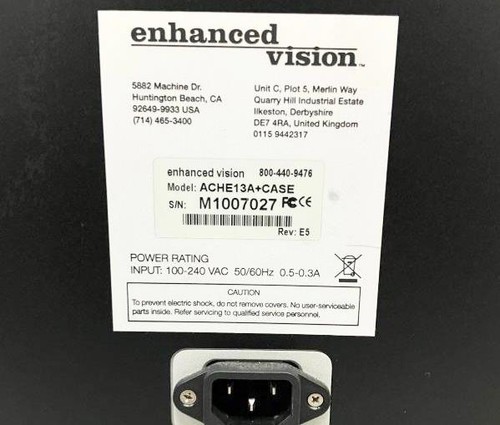 enhanced
vision™
5882 Machine Dr.
Huntington Beach, CA
92649-9933 USA
(714) 465-3400
Unit C, Plot 5, Merlin Way
Quarry Hill Industrial Estate
Ilkeston, Derbyshire
DE7 4RA, United Kingdom
0115 9442317
enhanced vision 800-440-9476
Model: ACHE13A+CASE
S/N: M1007027 FC CE
Rev: E5
POWER RATING
INPUT: 100-240 VAC 50/60Hz 0.5-0.3A
CAUTION
To prevent electric shock, do not remove covers. No user-serviceable
parts inside. Refer servicing to qualified service personnel.